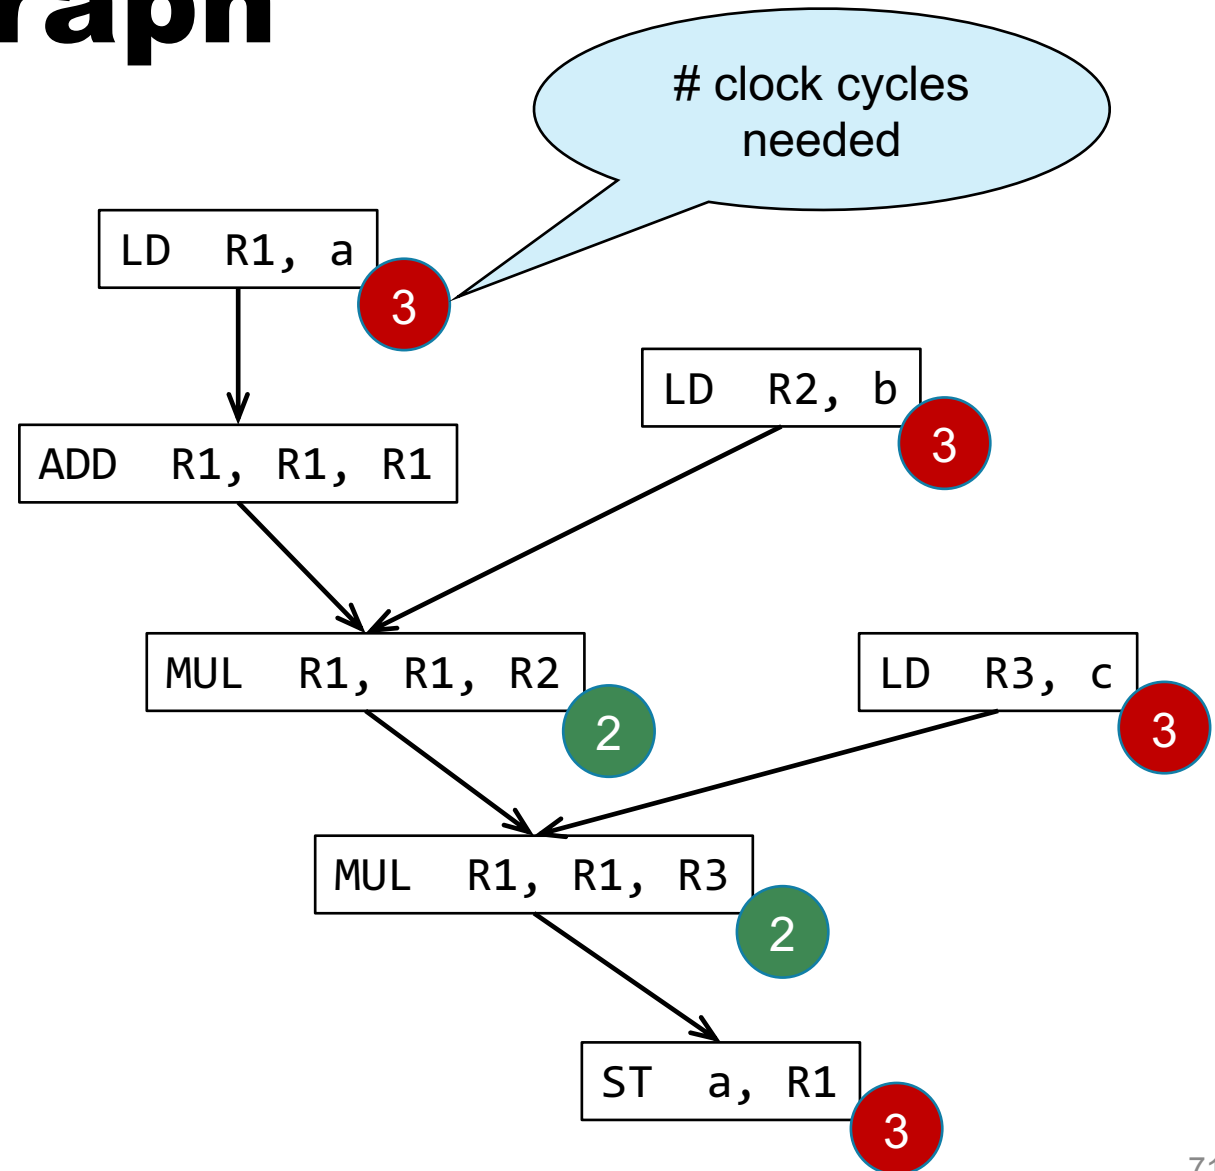 raph
# clock cycles
needed
LD R1, a
3
LD R2, b
3
ADD R1, R1, R1
MUL R1, R1, R2
2
LD R3, c
3
MUL R1, R1, R3
2
ST a, R1
3
71